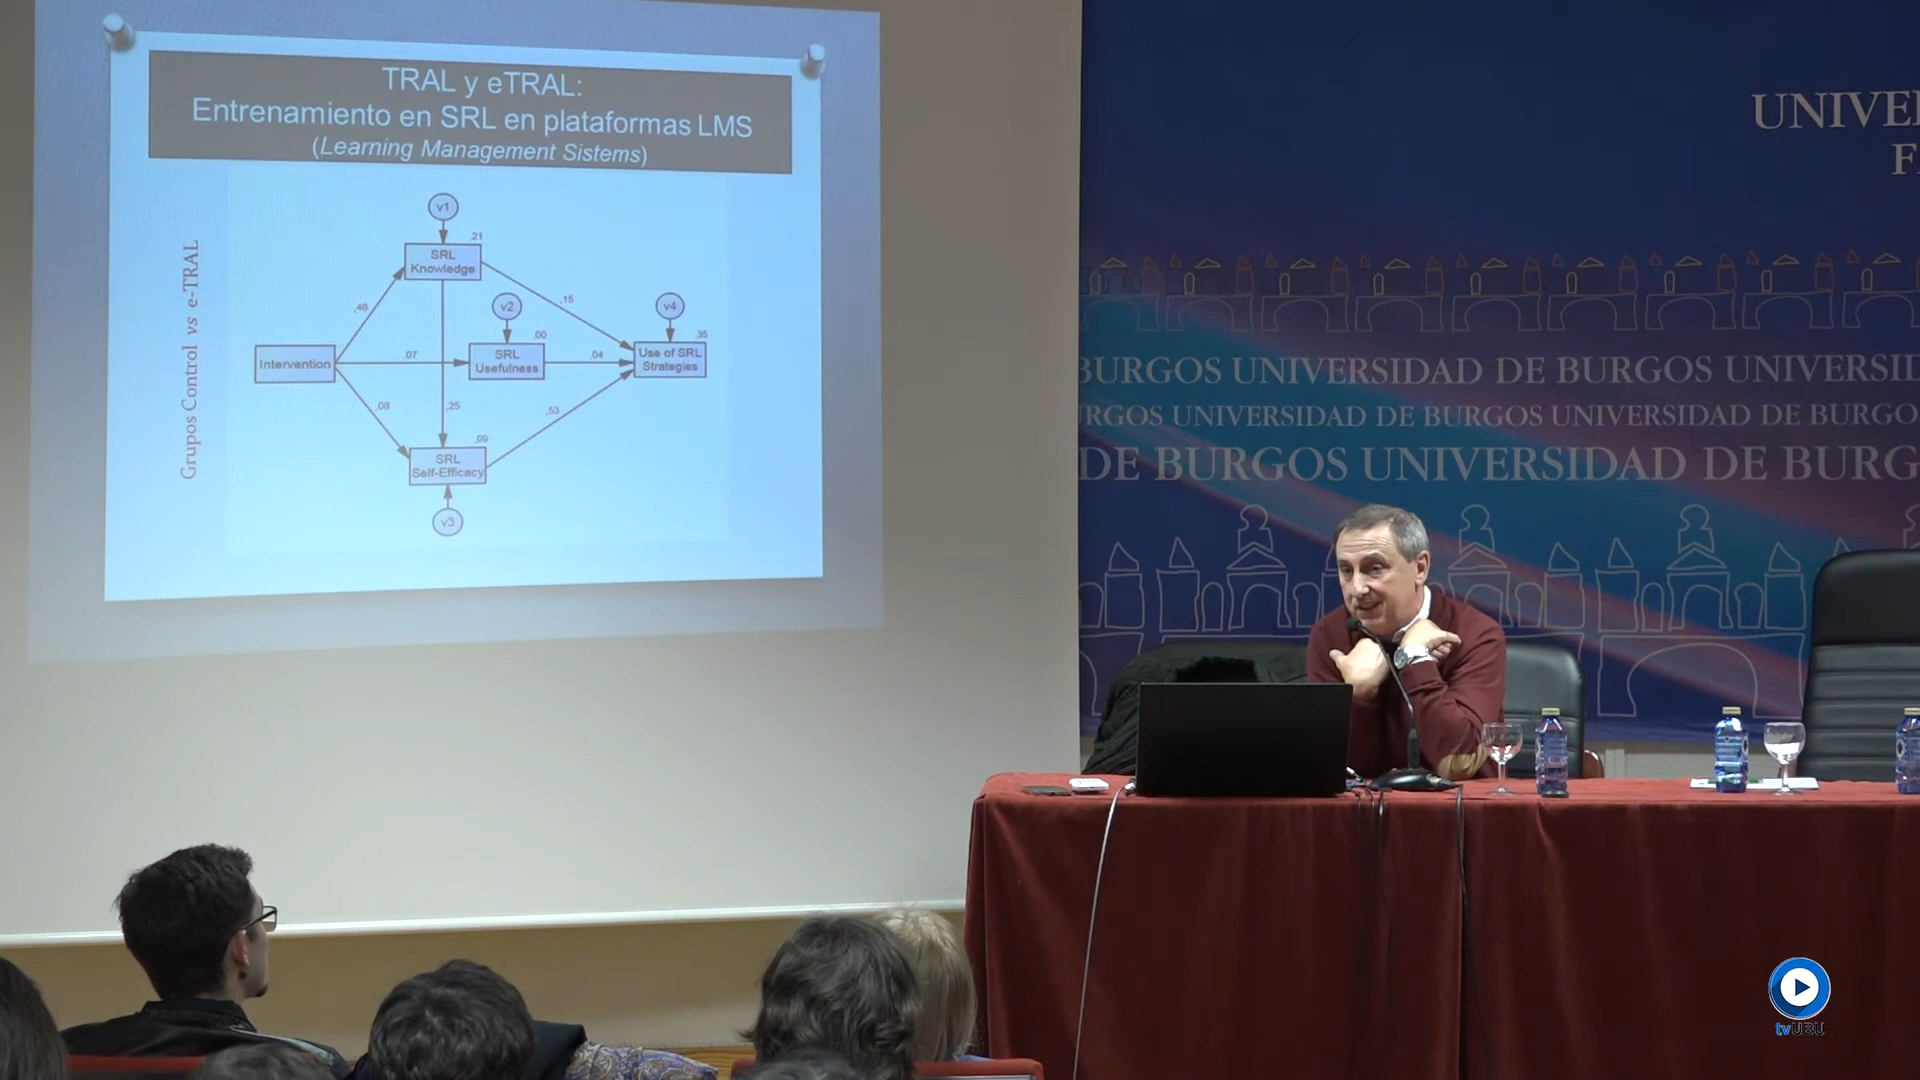 TRAL y eTRAL:
Entrenamiento en SRL en plataformas LMS
(Learning Management Sistems)
Grupos Control vs e-TRAL
v1
,21
SRL
Knowledge
,46
,15
v2
v4
,00
,35
Intervention
,07
SRL
Usefulness
,04
Use of SRL
Strategies
,08
,25
,53
,09
SRL
Self-Efficacy
v3
UNIVE
F
BURGOS UNIVERSIDAD DE BURGOS UNIVERSI
URGOS UNIVERSIDAD DE BURGOS UNIVERSIDAD DE BURGO
DE BURGOS UNIVERSIDAD DE BURG
tvUBU